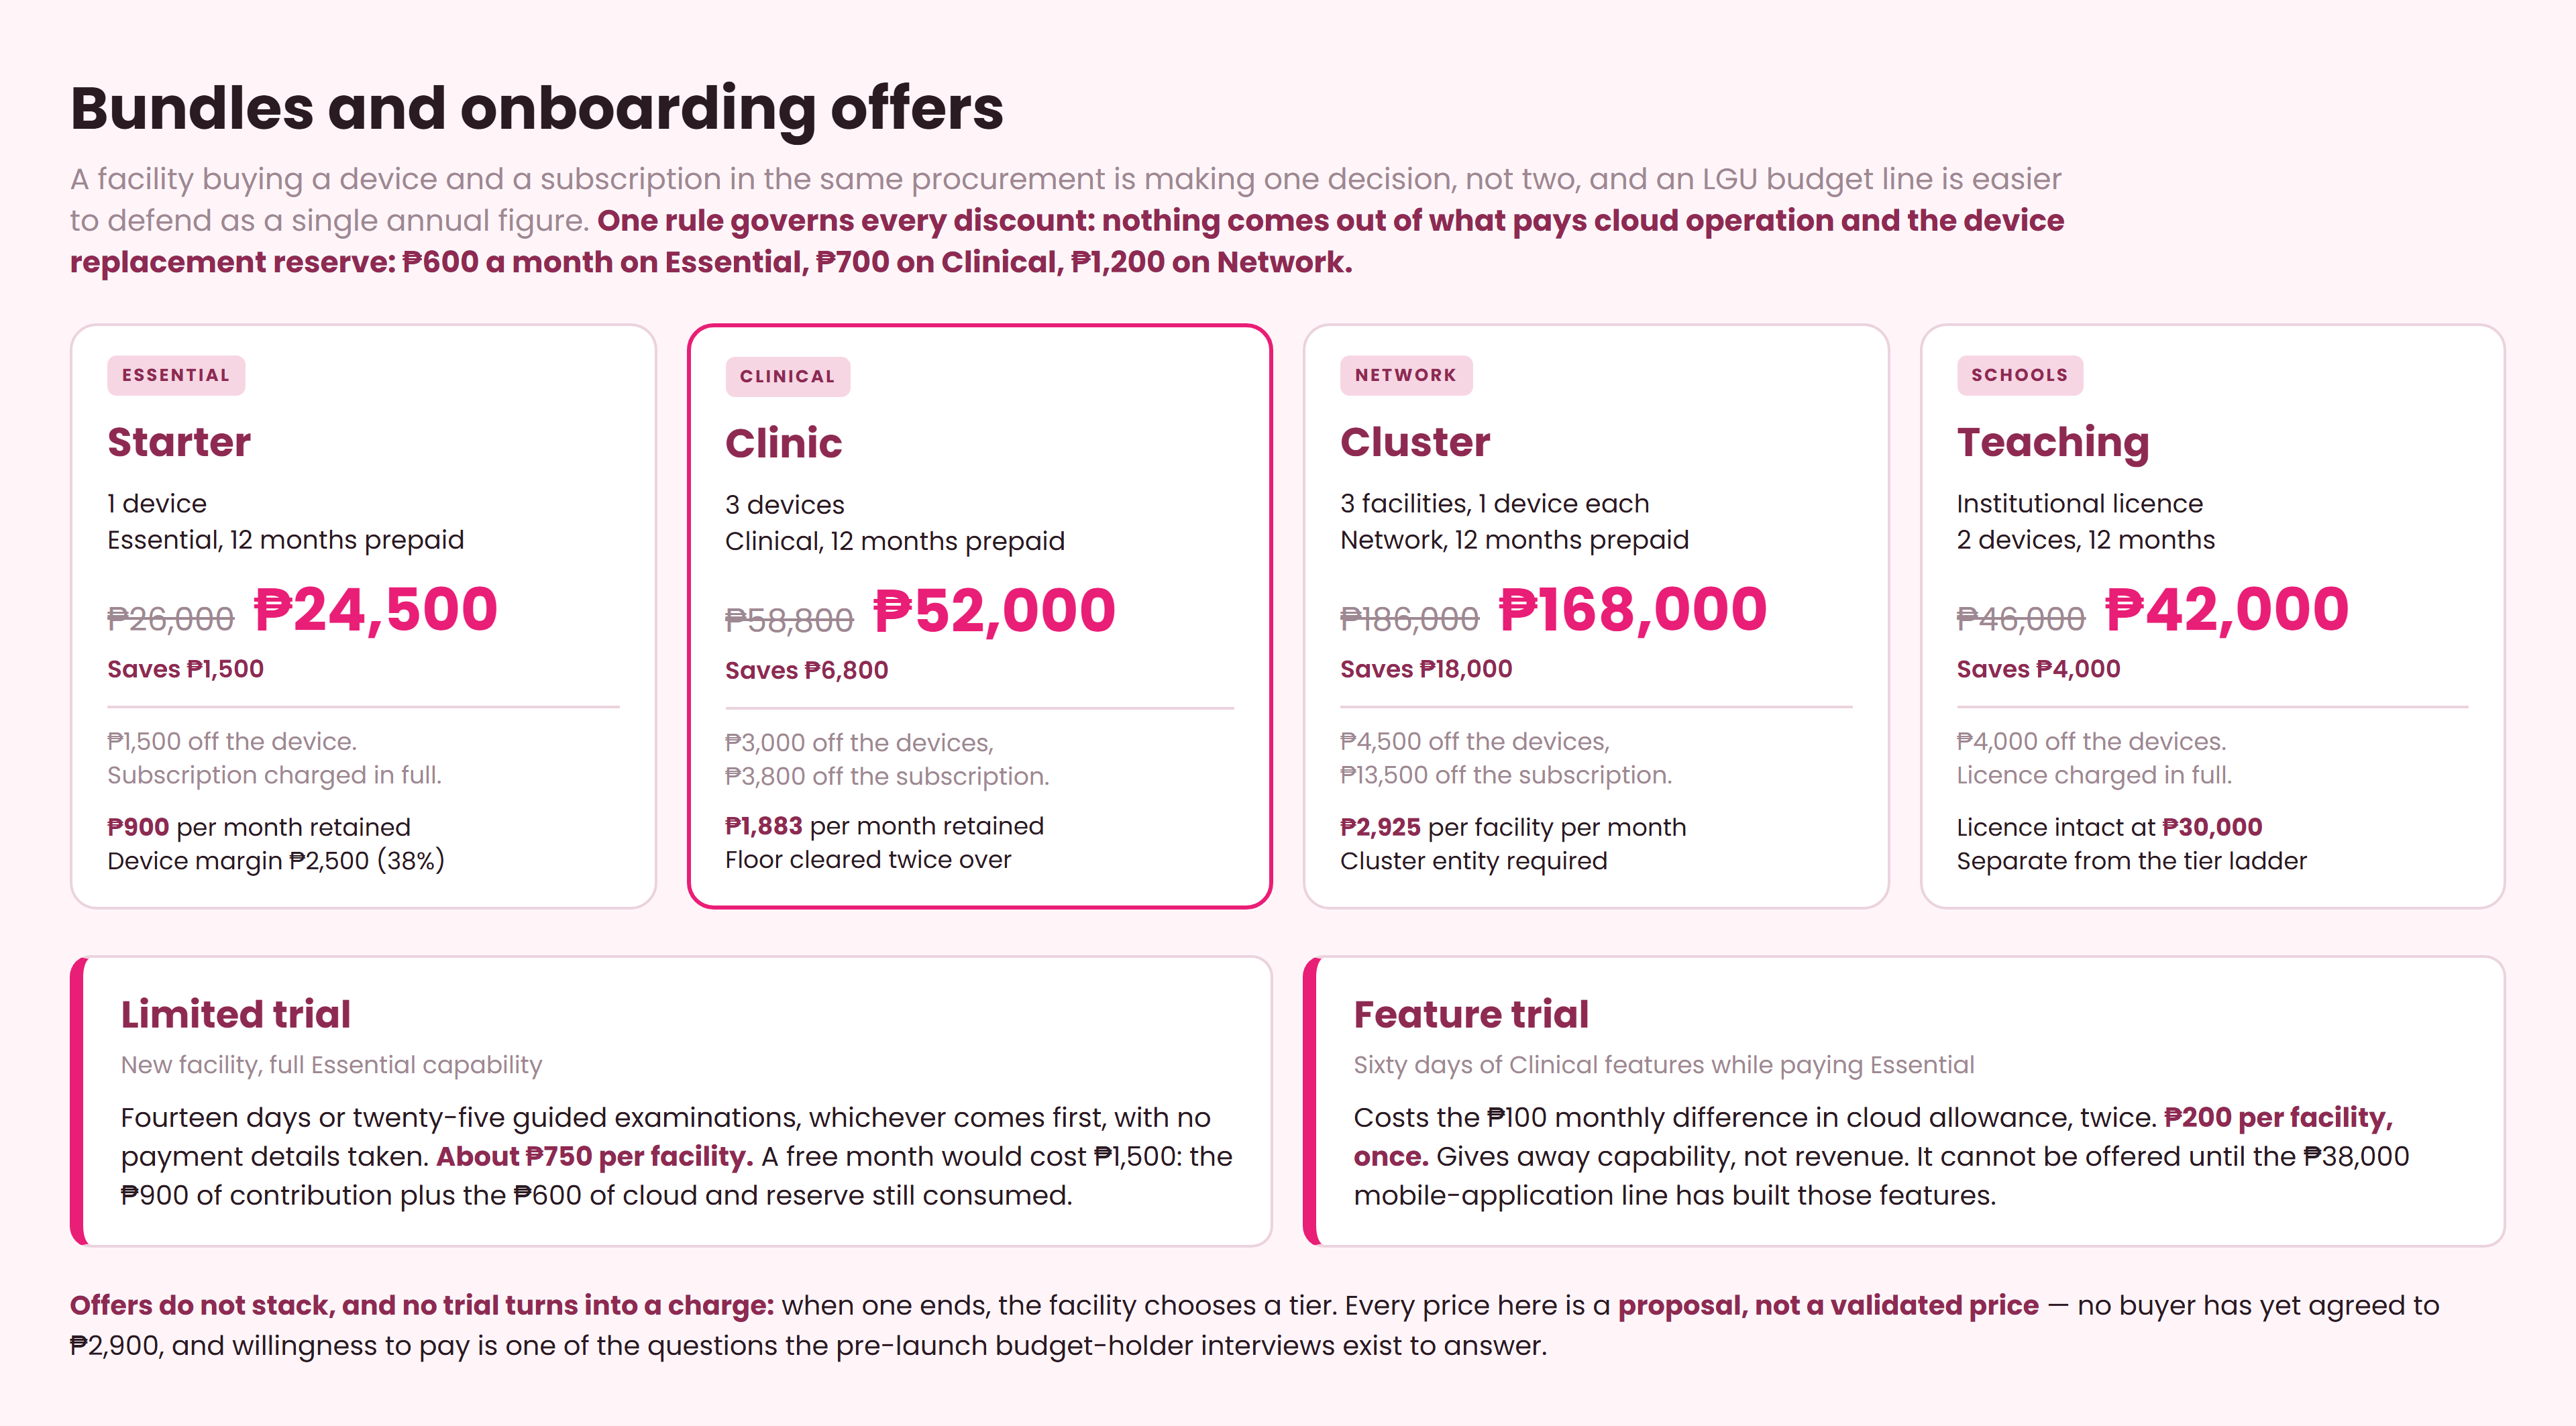 Bundles and onboarding offers
A facility buying a device and a subscription in the same procurement is making one decision, not two, and an LGU budget line is easier
to defend as a single annual figure. One rule governs every discount: nothing comes out of what pays cloud operation and the device
replacement reserve: ₱600 a month on Essential, ₱700 on Clinical, ₱1,200 on Network.
ESSENTIAL
Starter
1 device
Essential, 12 months prepaid
₱26,000 ₱24,500
Saves ₱1,500
₱1,500 off the device.
Subscription charged in full.
₱900 per month retained
Device margin ₱2,500 (38%)
CLINICAL
Clinic
3 devices
Clinical, 12 months prepaid
₱58,800 ₱52,000
Saves ₱6,800
₱3,000 off the devices,
₱3,800 off the subscription.
₱1,883 per month retained
Floor cleared twice over
NETWORK
Cluster
3 facilities, 1 device each
Network, 12 months prepaid
₱186,000 ₱168,000
Saves ₱18,000
₱4,500 off the devices,
₱13,500 off the subscription.
₱2,925 per facility per month
Cluster entity required
SCHOOLS
Teaching
Institutional licence
2 devices, 12 months
₱46,000 ₱42,000
Saves ₱4,000
₱4,000 off the devices.
Licence charged in full.
Licence intact at ₱30,000
Separate from the tier ladder
Limited trial
New facility, full Essential capability
Fourteen days or twenty-five guided examinations, whichever comes first, with no
payment details taken. About ₱750 per facility. A free month would cost ₱1,500: the
₱900 of contribution plus the ₱600 of cloud and reserve still consumed.
Feature trial
Sixty days of Clinical features while paying Essential
Costs the ₱100 monthly difference in cloud allowance, twice. ₱200 per facility,
once. Gives away capability, not revenue. It cannot be offered until the ₱38,000
mobile-application line has built those features.
Offers do not stack, and no trial turns into a charge: when one ends, the facility chooses a tier. Every price here is a proposal, not a validated price — no buyer has yet agreed to
₱2,900, and willingness to pay is one of the questions the pre-launch budget-holder interviews exist to answer.